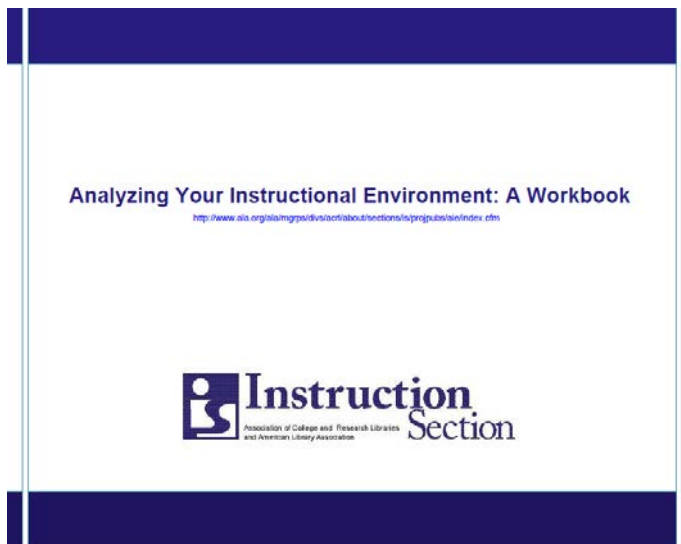 Analyzing Your Instructional Environment: A Workbook
http://www.ala.org/ala/mgrps/divs/acrl/about/sections/is/projpubs/aie/index.cfm
is
Instruction
Association of College and Research Libraries
and American Library Association
Section